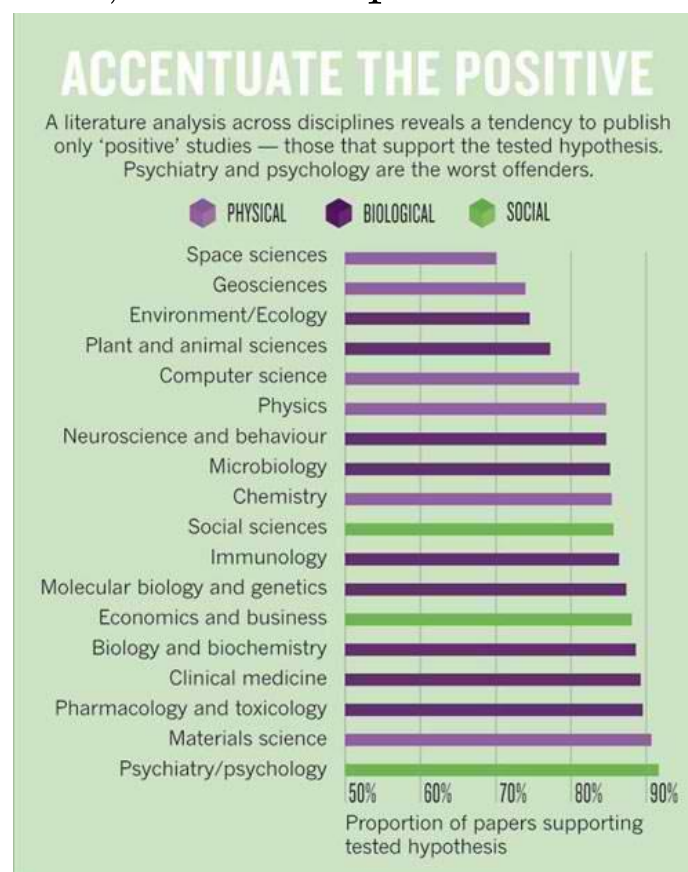 ACCENTUATE THE POSITIVE
A literature analysis across disciplines reveals a tendency to publish
only ‘positive’ studies — those that support the tested hypothesis.
Psychiatry and psychology are the worst offenders.
PHYSICAL BIOLOGICAL SOCIAL
Space sciences
Geosciences
Environment/Ecology
Plant and animal sciences
Computer science
Physics
Neuroscience and behaviour
Microbiology
Chemistry
Social sciences
Immunology
Molecular biology and genetics
Economics and business
Biology and biochemistry
Clinical medicine
Pharmacology and toxicology
Materials science
Psychiatry/psychology
50% 60% 70% 80% 90%
Proportion of papers supporting
tested hypothesis